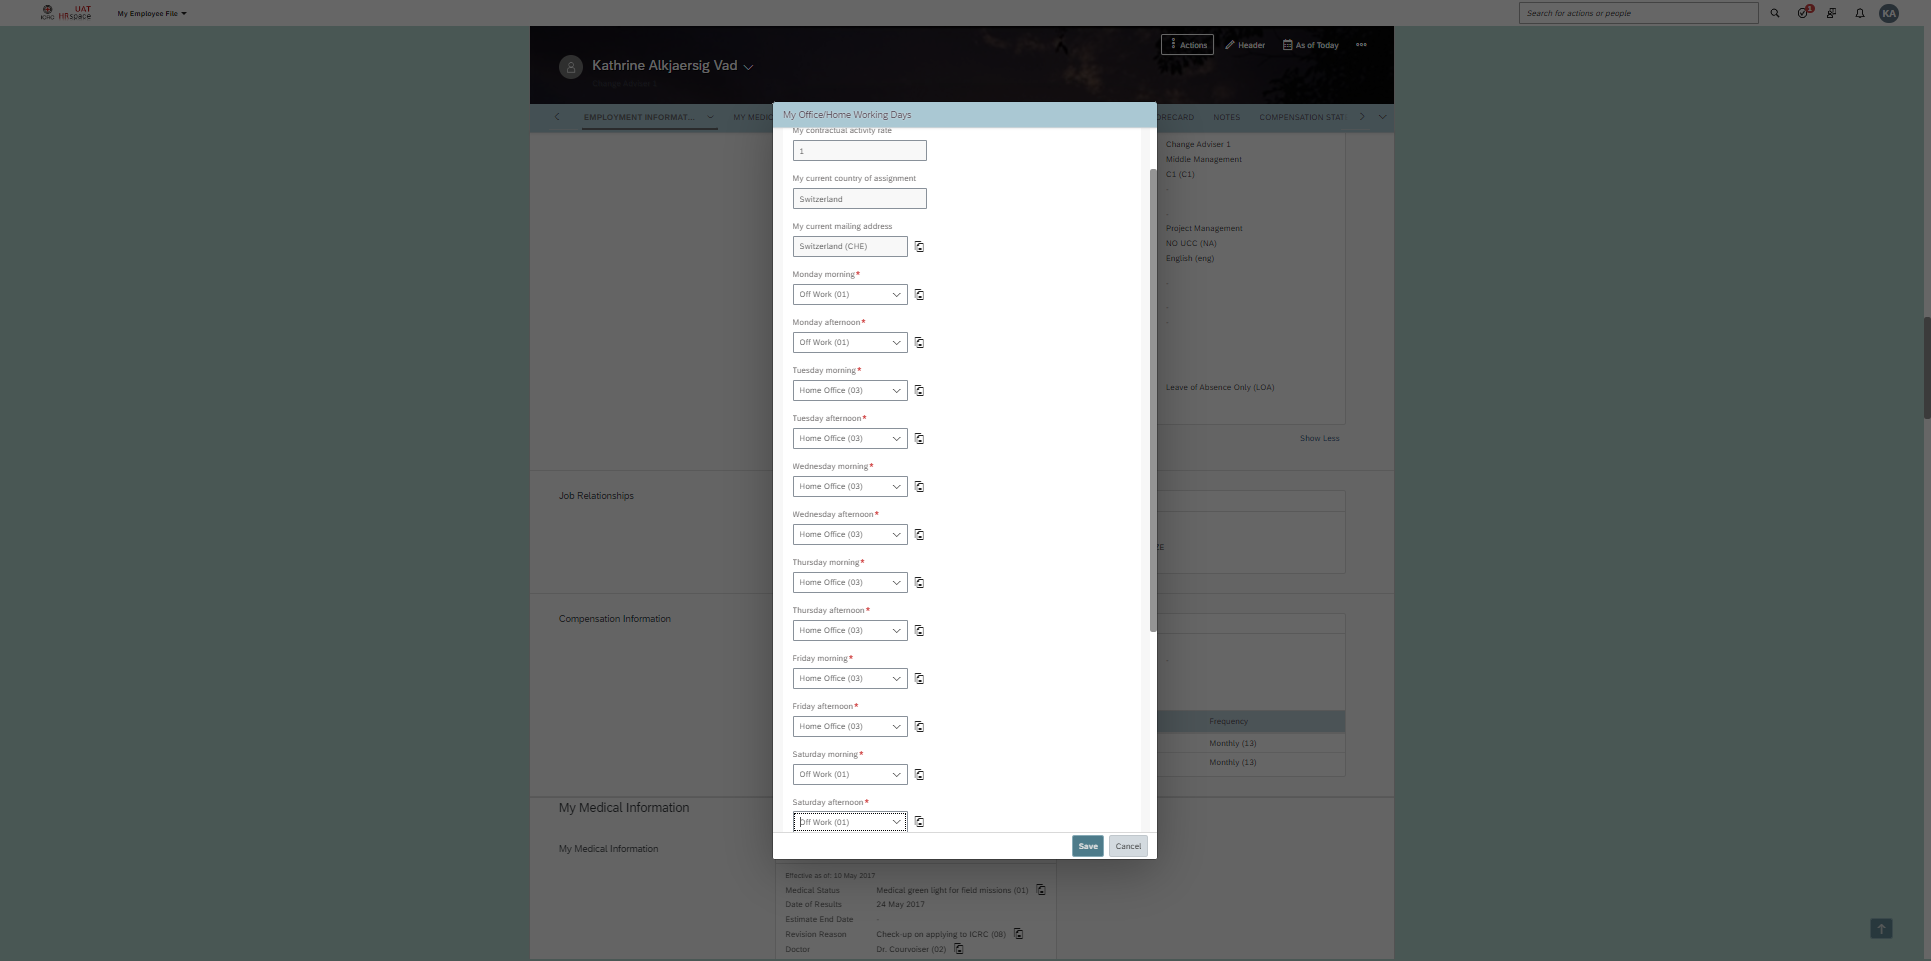 UAT
ICRC HRspace
My Employee File
Search for actions or people
1
KA
Actions
Header
As of Today
Kathrine Alkjaersig Vad
Change Adviser 1
EMPLOYMENT INFORMAT...
MY MEDIC
ORECARD
NOTES
COMPENSATION STAT
My Office/Home Working Days
My contractual activity rate
1
My current country of assignment
Switzerland
My current mailing address
Switzerland (CHE)
Monday morning*
Off Work (01)
Monday afternoon*
Off Work (01)
Tuesday morning*
Home Office (03)
Tuesday afternoon*
Home Office (03)
Wednesday morning*
Home Office (03)
Wednesday afternoon*
Home Office (03)
Thursday morning*
Home Office (03)
Thursday afternoon*
Home Office (03)
Friday morning*
Home Office (03)
Friday afternoon*
Home Office (03)
Saturday morning*
Off Work (01)
Saturday afternoon*
Off Work (01)
Save
Cancel
Change Adviser 1
Middle Management
C1 (C1)
-
-
Project Management
NO UCC (NA)
English (eng)
-
-
-
Leave of Absence Only (LOA)
Show Less
Job Relationships
ZE
Compensation Information
-
Frequency
Monthly (13)
Monthly (13)
My Medical Information
My Medical Information
Effective as of: 10 May 2017
Medical Status Medical green light for field missions (01)
Date of Results 24 May 2017
Estimate End Date -
Revision Reason Check-up on applying to ICRC (08)
Doctor Dr. Courvoiser (02)